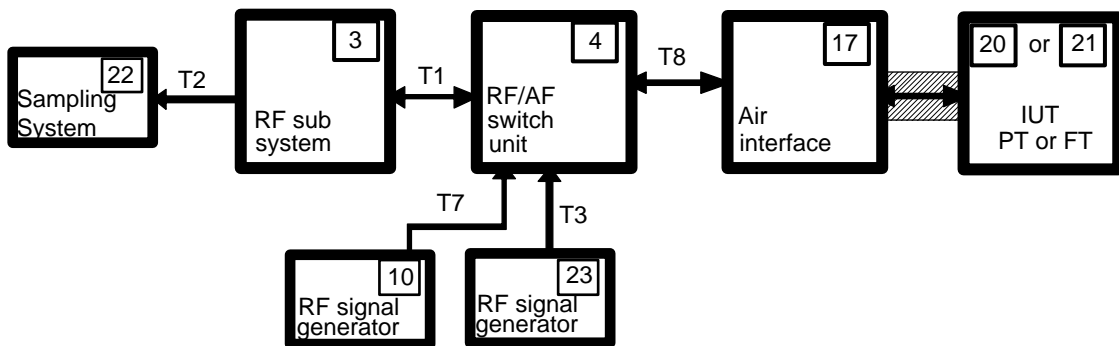 22
Sampling
System
T2
3
RF sub
system
T1
4
RF/AF
switch
unit
T8
17
Air
interface
20 or 21
IUT
PT or FT
T7
T3
10
RF signal
generator
23
RF signal
generator